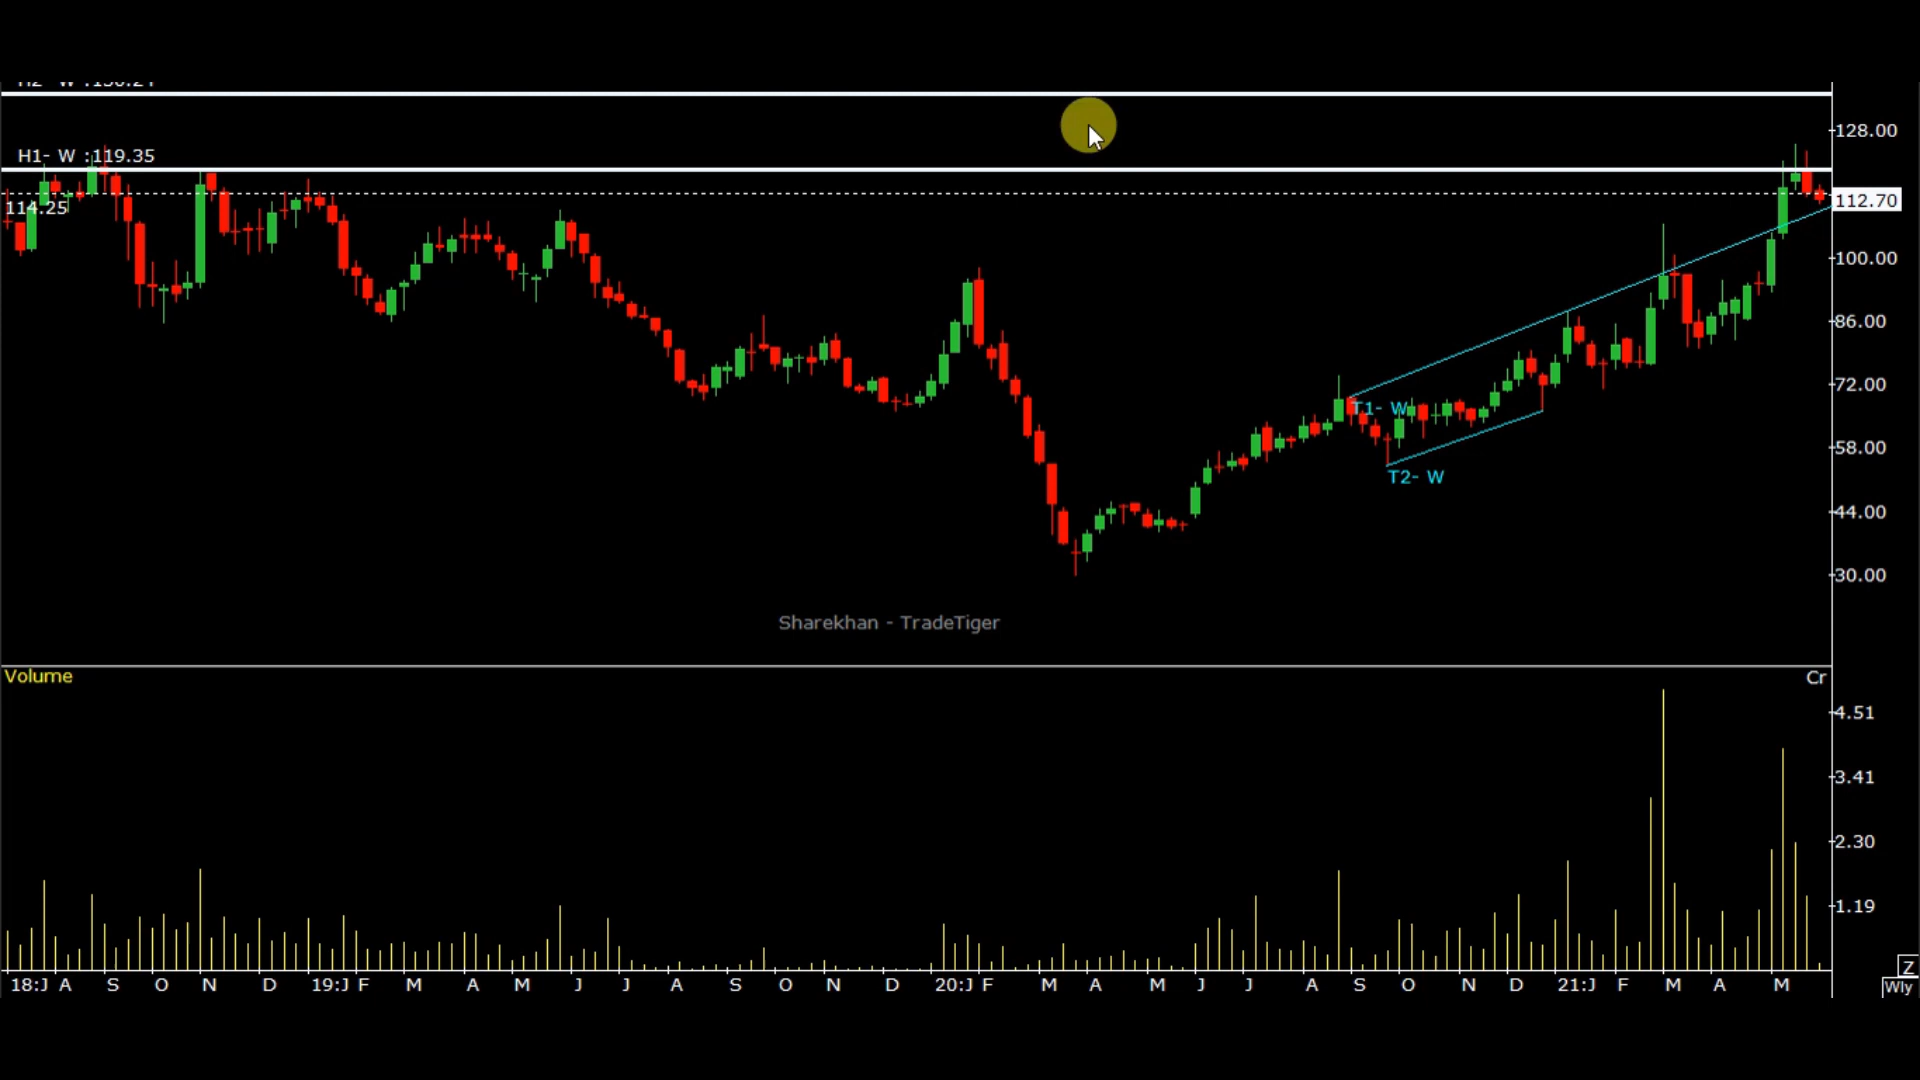 128.00
H1- W :119.35
114.25
112.70
100.00
86.00
72.00
T1- W
58.00
T2- W
44.00
30.00
Sharekhan - TradeTiger
Volume
Cr
4.51
3.41
2.30
1.19
Z
18:J A S O N D 19:J F M A M J J A S O N D 20:J F M A M J J A S O N D 21:J F M A M
Wly